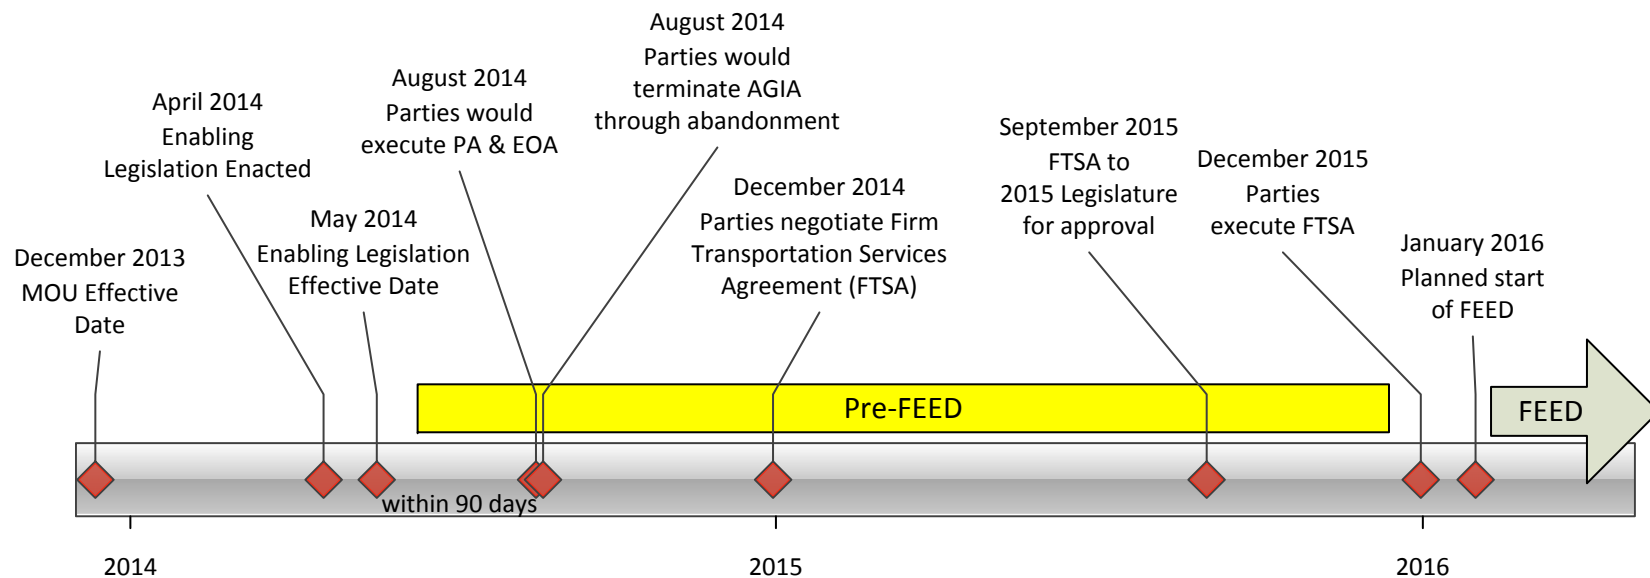 December 2013
MOU Effective
Date
April 2014
Enabling
Legislation Enacted
May 2014
Enabling Legislation
Effective Date
August 2014
Parties would
execute PA & EOA
August 2014
Parties would
terminate AGIA
through abandonment
December 2014
Parties negotiate Firm
Transportation Services
Agreement (FTSA)
September 2015
FTSA to
2015 Legislature
for approval
December 2015
Parties
execute FTSA
January 2016
Planned start
of FEED
Pre-FEED
FEED
within 90 days
2014
2015
2016